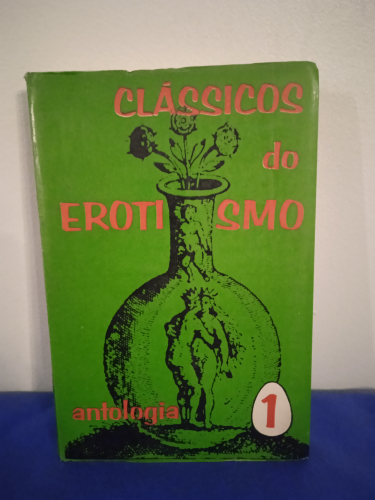 CLÁSSICOS
do
EROTISMO
antologia
1